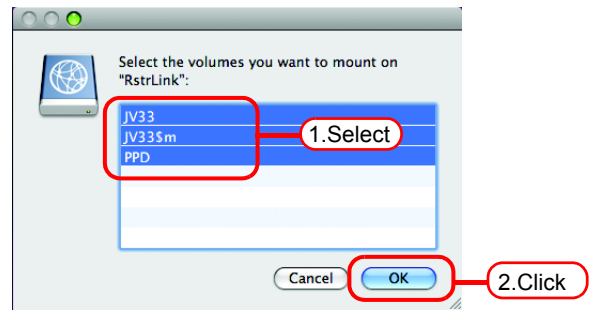 Select the volumes you want to mount on
"RstrLink":
JV33
JV33$m
PPD
1.Select
Cancel
OK
2.Click